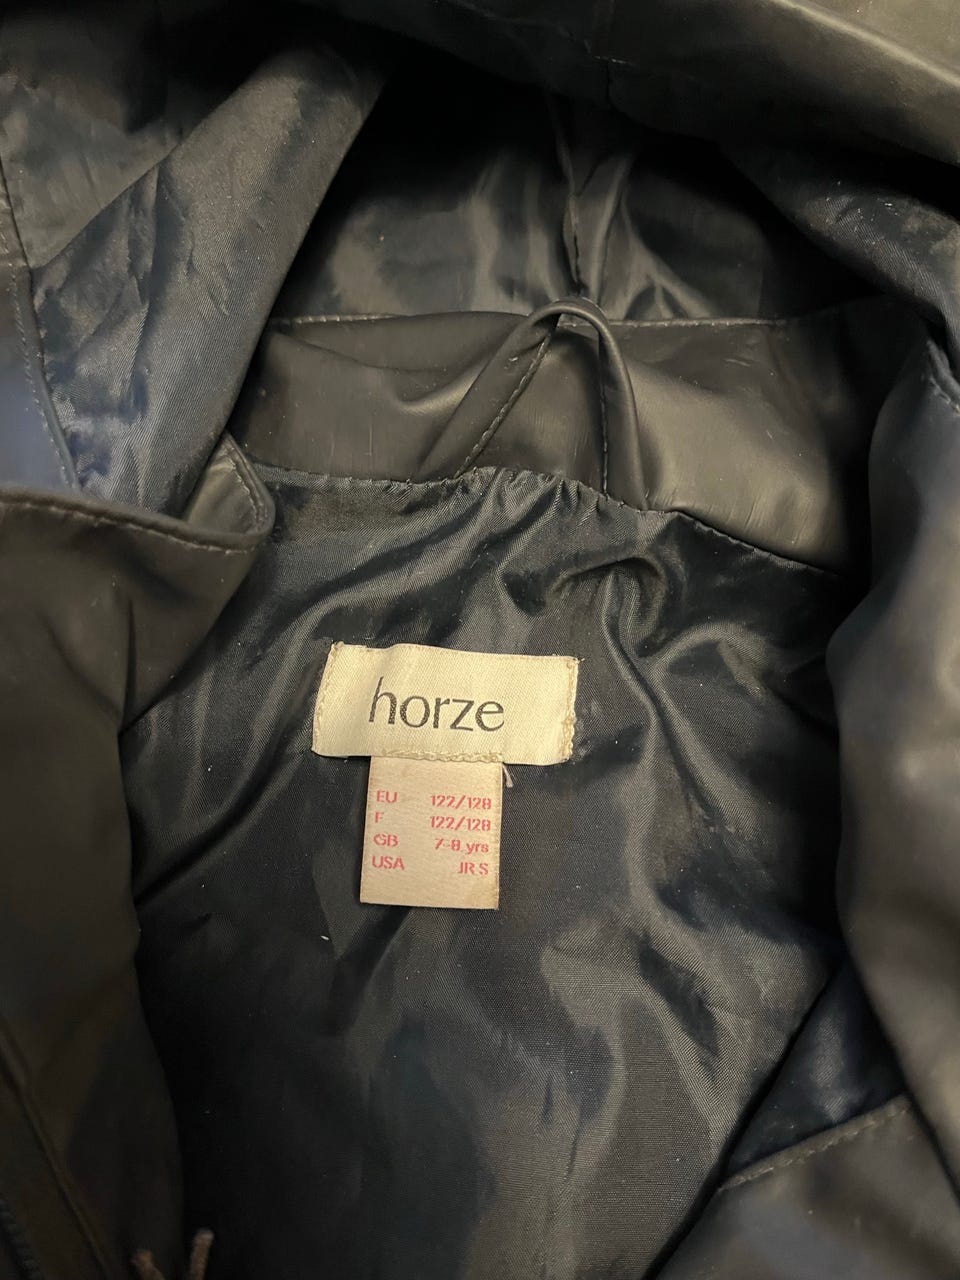 horze
EU 122/128
F 122/128
GB 7-8 yrs
USA JR S